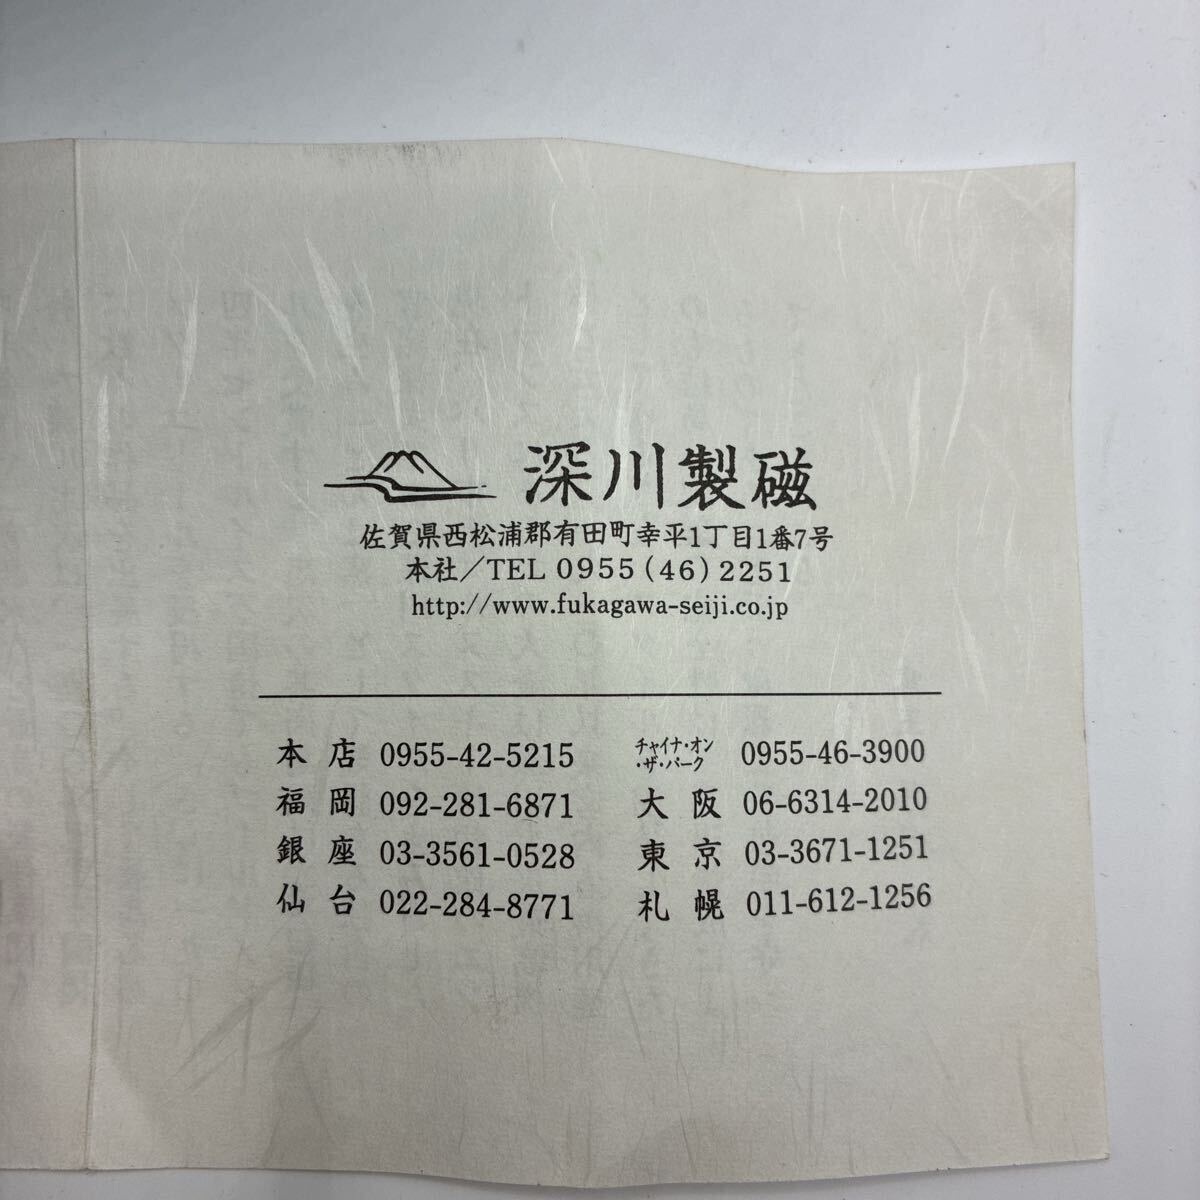 深川製磁
佐賀県西松浦郡有田町幸平1丁目1番7号
本社／TEL 0955(46)2251
http://www.fukagawa-seiji.co.jp
本店 0955-42-5215
福岡 092-281-6871
銀座 03-3561-0528
仙台 022-284-8771
チャイナ・オン
・ザ・パーク 0955-46-3900
大阪 06-6314-2010
東京 03-3671-1251
札幌 011-612-1256